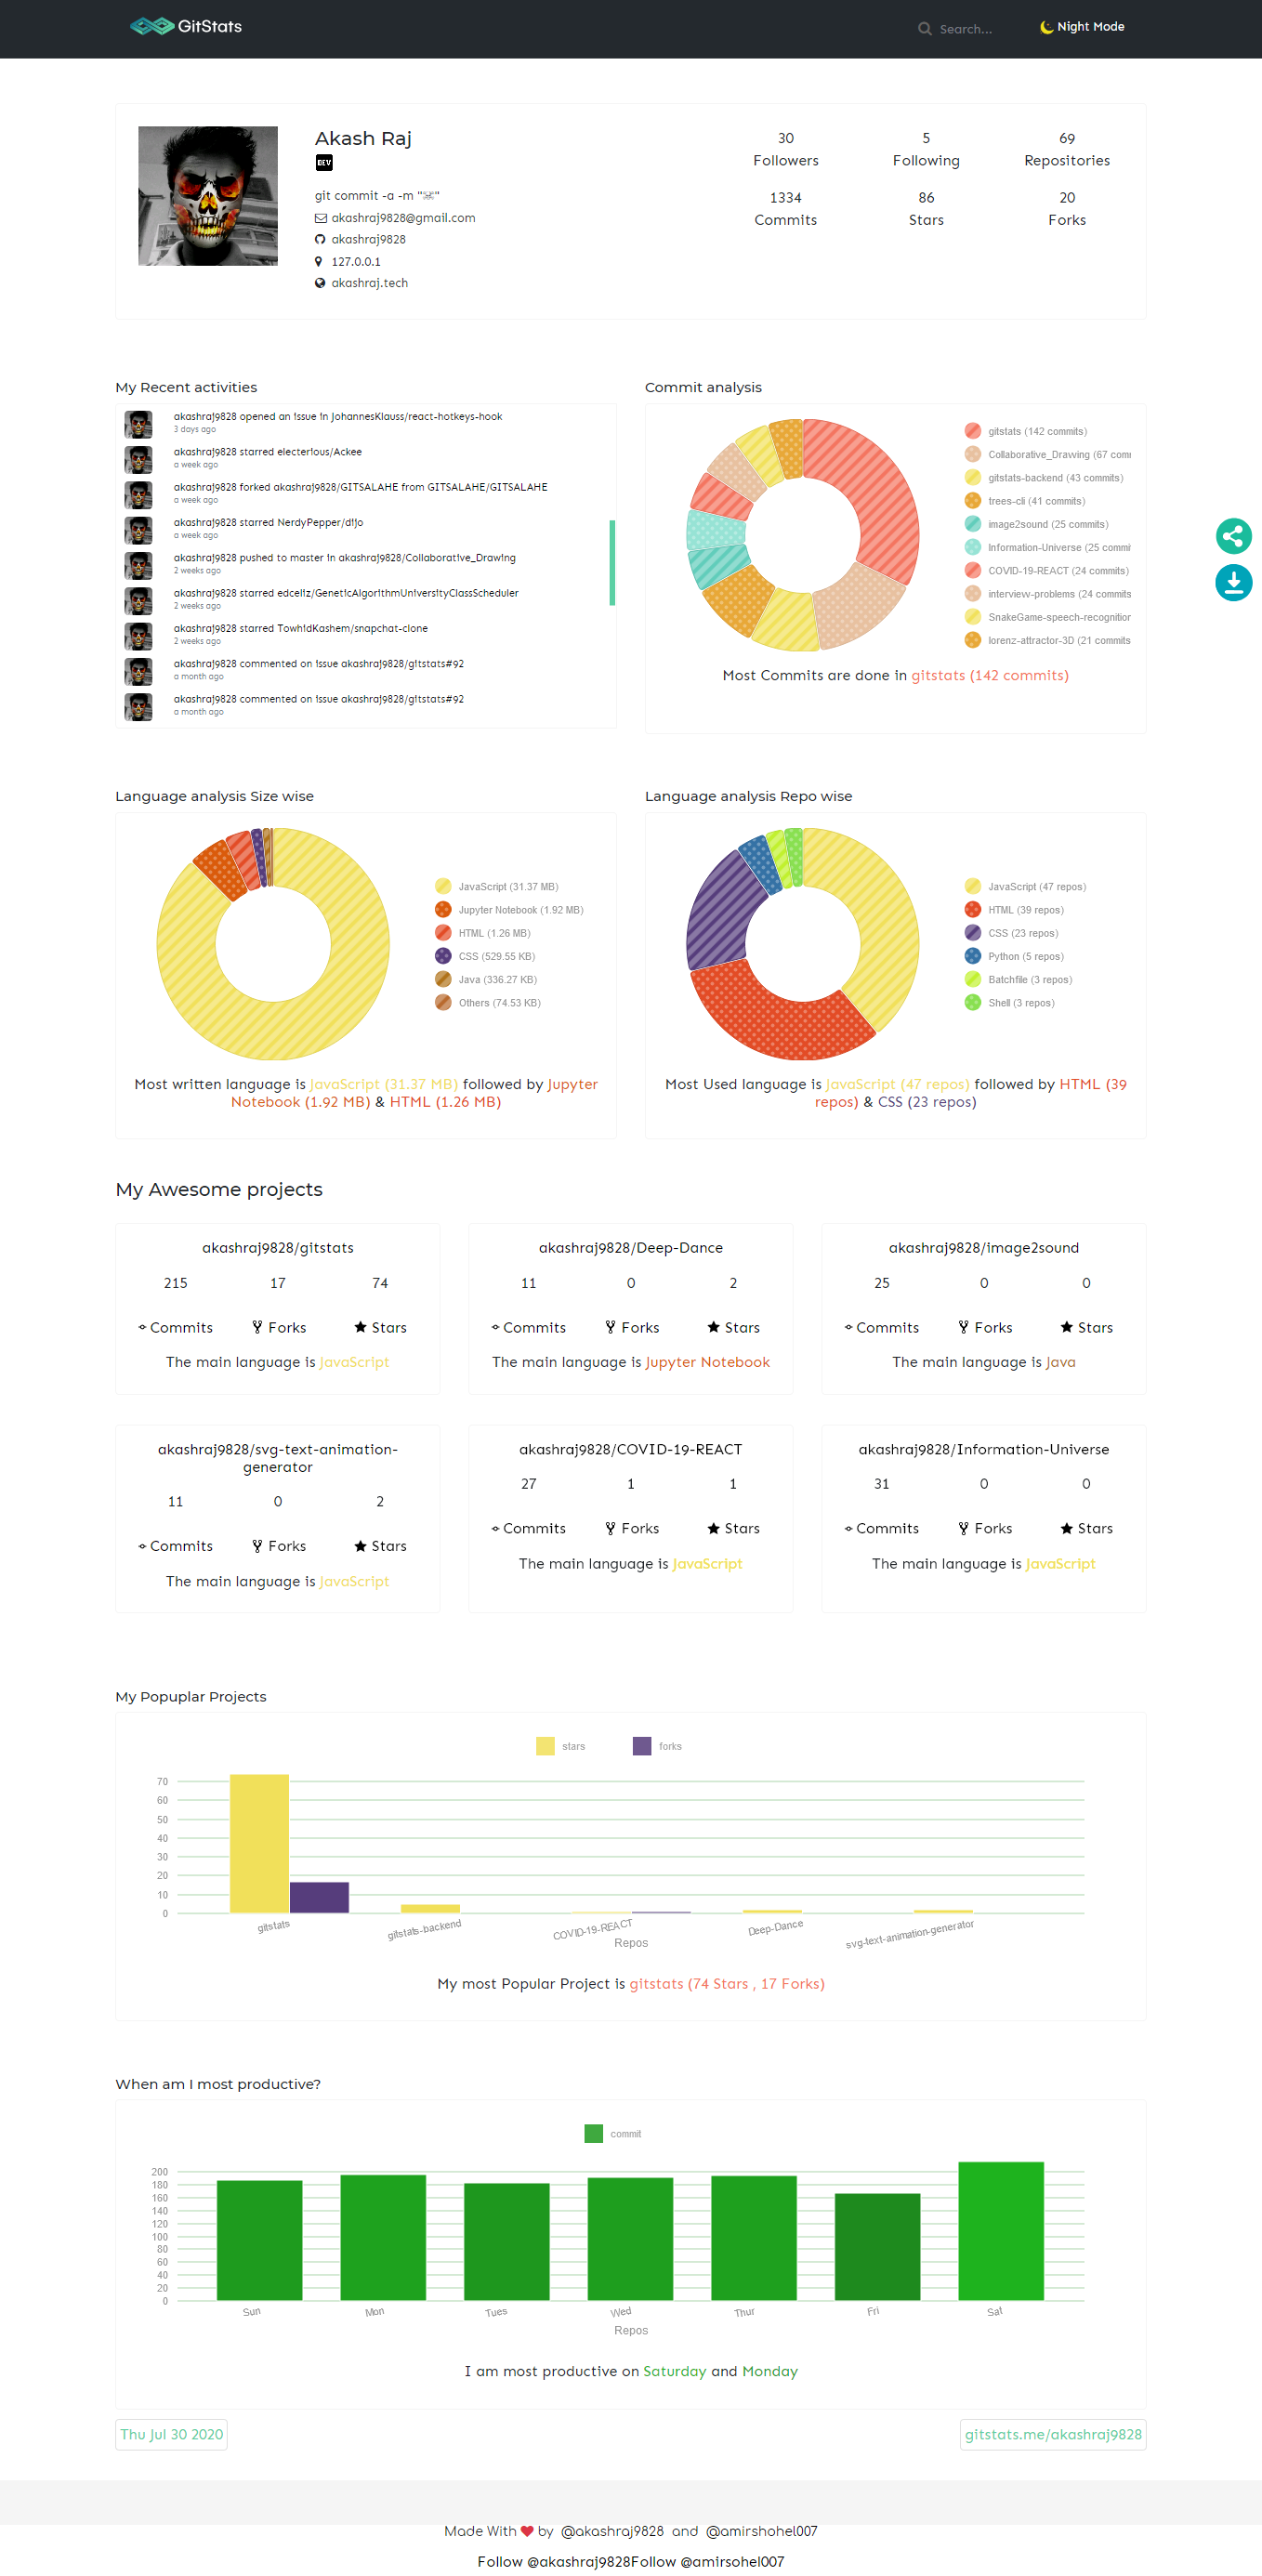 GitStats
Search...
Night Mode
Akash Raj
DEV
git commit -a -m "☠"
akashraj9828@gmail.com
akashraj9828
127.0.0.1
akashraj.tech
30 5 69
Followers Following Repositories
1334 86 20
Commits Stars Forks
My Recent activities
akashraj9828 opened an issue in JohannesKlauss/react-hotkeys-hook
3 days ago
akashraj9828 starred electerious/Ackee
a week ago
akashraj9828 forked akashraj9828/GITSALAHE from GITSALAHE/GITSALAHE
a week ago
akashraj9828 starred NerdyPepper/dijo
a week ago
akashraj9828 pushed to master in akashraj9828/Collaborative_Drawing
2 weeks ago
akashraj9828 starred edceliz/GeneticAlgorithmUniversityClassScheduler
2 weeks ago
akashraj9828 starred TowhidKashem/snapchat-clone
2 weeks ago
akashraj9828 commented on issue akashraj9828/gitstats#92
a month ago
akashraj9828 commented on issue akashraj9828/gitstats#92
a month ago
Commit analysis
gitstats (142 commits)
Collaborative_Drawing (67 com
gitstats-backend (43 commits)
trees-cli (41 commits)
image2sound (25 commits)
Information-Universe (25 commi
COVID-19-REACT (24 commits)
interview-problems (24 commits
SnakeGame-speech-recognition
lorenz-attractor-3D (21 commits
Most Commits are done in gitstats (142 commits)
Language analysis Size wise
JavaScript (31.37 MB)
Jupyter Notebook (1.92 MB)
HTML (1.26 MB)
CSS (529.55 KB)
Java (336.27 KB)
Others (74.53 KB)
Most written language is JavaScript (31.37 MB) followed by Jupyter
Notebook (1.92 MB) & HTML (1.26 MB)
Language analysis Repo wise
JavaScript (47 repos)
HTML (39 repos)
CSS (23 repos)
Python (5 repos)
Batchfile (3 repos)
Shell (3 repos)
Most Used language is JavaScript (47 repos) followed by HTML (39
repos) & CSS (23 repos)
My Awesome projects
akashraj9828/gitstats
215 17 74
Commits Forks Stars
The main language is JavaScript
akashraj9828/Deep-Dance
11 0 2
Commits Forks Stars
The main language is Jupyter Notebook
akashraj9828/image2sound
25 0 0
Commits Forks Stars
The main language is Java
akashraj9828/svg-text-animation-
generator
11 0 2
Commits Forks Stars
The main language is JavaScript
akashraj9828/COVID-19-REACT
27 1 1
Commits Forks Stars
The main language is JavaScript
akashraj9828/Information-Universe
31 0 0
Commits Forks Stars
The main language is JavaScript
My Popuplar Projects
stars forks
70
60
50
40
30
20
10
0
gitstats gitstats-backend COVID-19-REACT Deep-Dance svg-text-animation-generator
Repos
My most Popular Project is gitstats (74 Stars , 17 Forks)
When am I most productive?
commit
200
180
160
140
120
100
80
60
40
20
0
Sun Mon Tues Wed Thur Fri Sat
Repos
I am most productive on Saturday and Monday
Thu Jul 30 2020
gitstats.me/akashraj9828
Made With ❤ by @akashraj9828 and @amirshohel007
Follow @akashraj9828Follow @amirsohel007